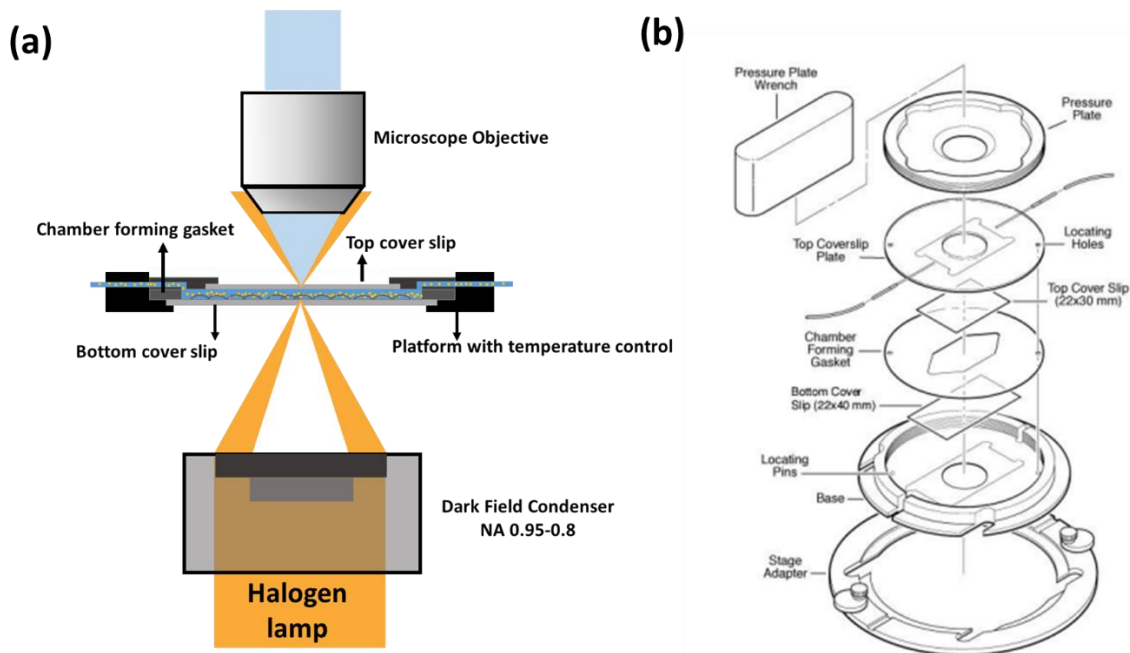 (a)
Microscope Objective
Chamber forming gasket
Top cover slip
Bottom cover slip
Platform with temperature control
Dark Field Condenser
NA 0.95-0.8
Halogen
lamp
(b)
Pressure Plate
Wrench
Pressure
Plate
Top Coverslip
Plate
Locating
Holes
Top Cover Slip
(22x30 mm)
Chamber
Forming
Gasket
Bottom Cover
Slip (22x40 mm)
Locating
Pins
Base
Stage
Adapter